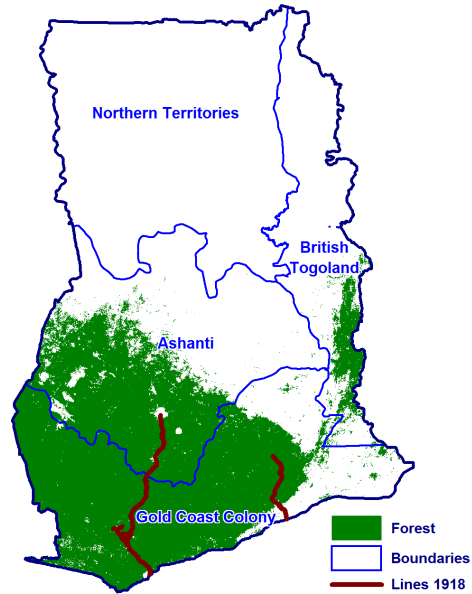 Northern Territories
British
Togoland
Ashanti
Gold Coast Colony
Forest
Boundaries
Lines 1918